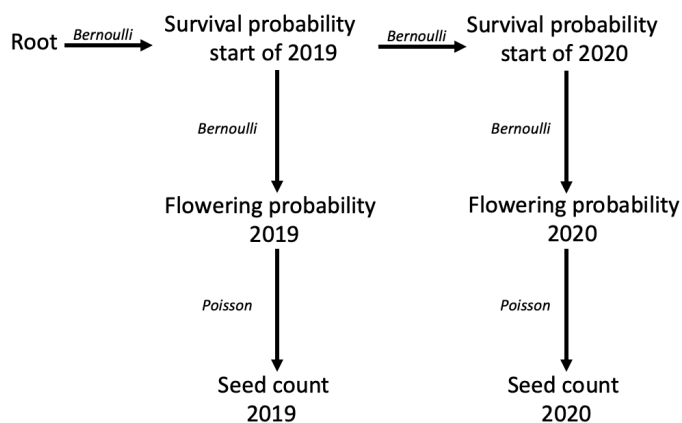 Root
Bernoulli
Survival probability
start of 2019
Bernoulli
Survival probability
start of 2020
Bernoulli
Bernoulli
Flowering probability
2019
Flowering probability
2020
Poisson
Poisson
Seed count
2019
Seed count
2020